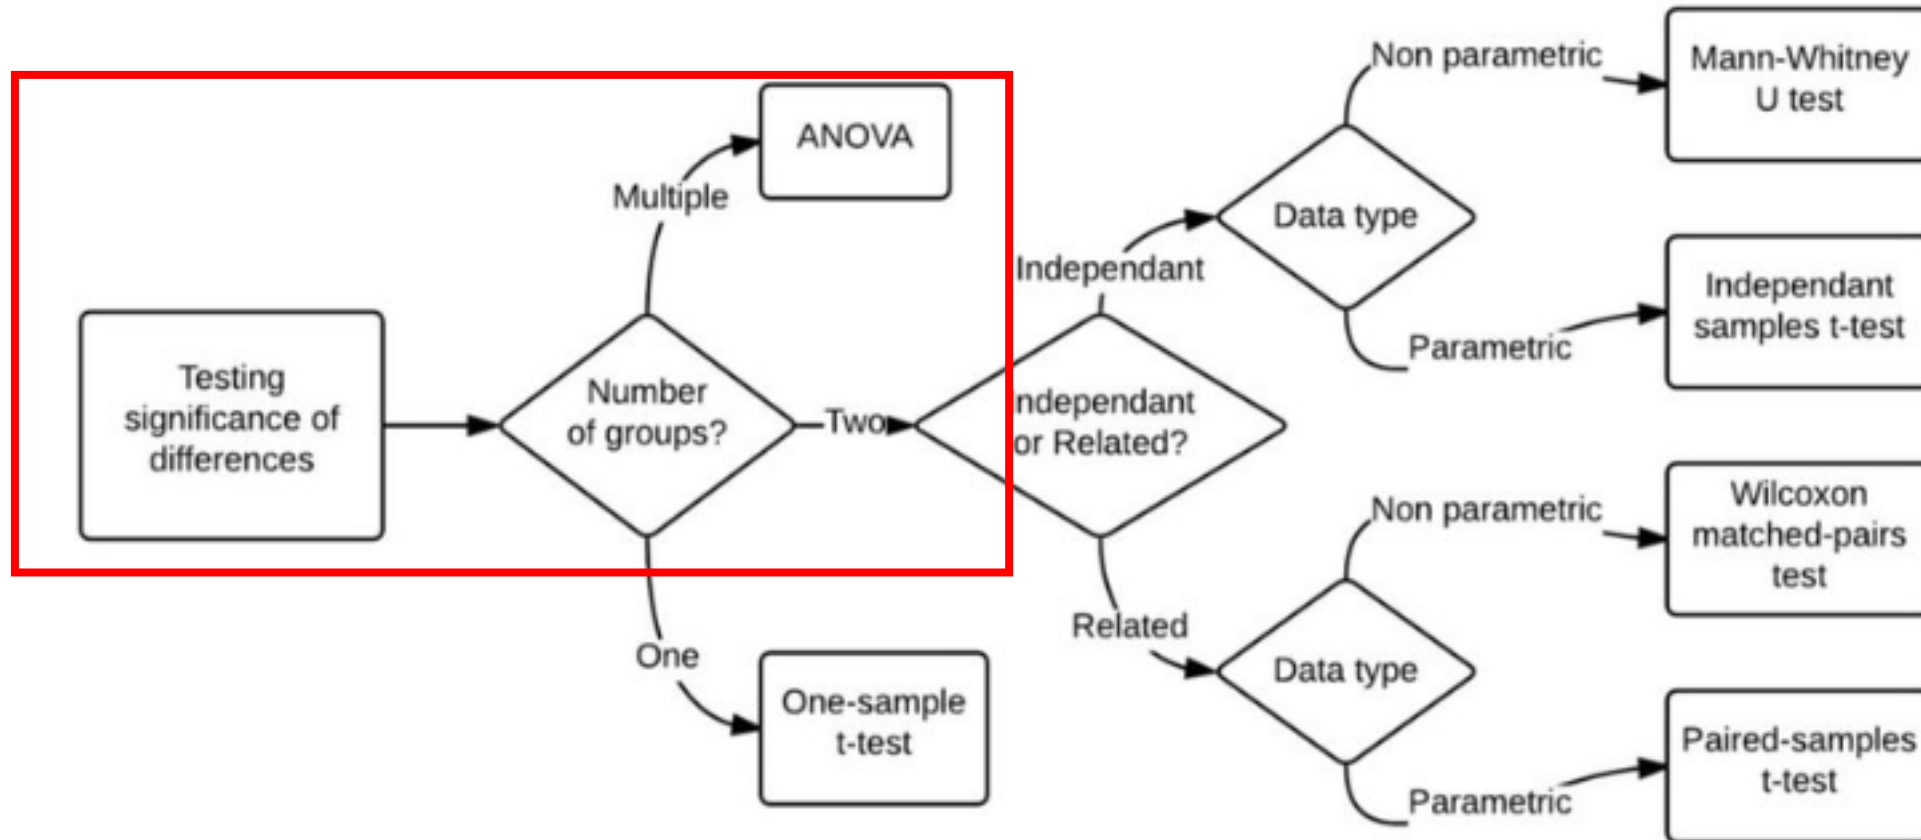 Testing
significance of
differences
Number
of groups?
Multiple
ANOVA
Two
One
One-sample
t-test
ndependant
or Related?
Independant
Data type
Non parametric
Mann-Whitney
U test
Parametric
Independant
samples t-test
Related
Data type
Non parametric
Wilcoxon
matched-pairs
test
Parametric
Paired-samples
t-test